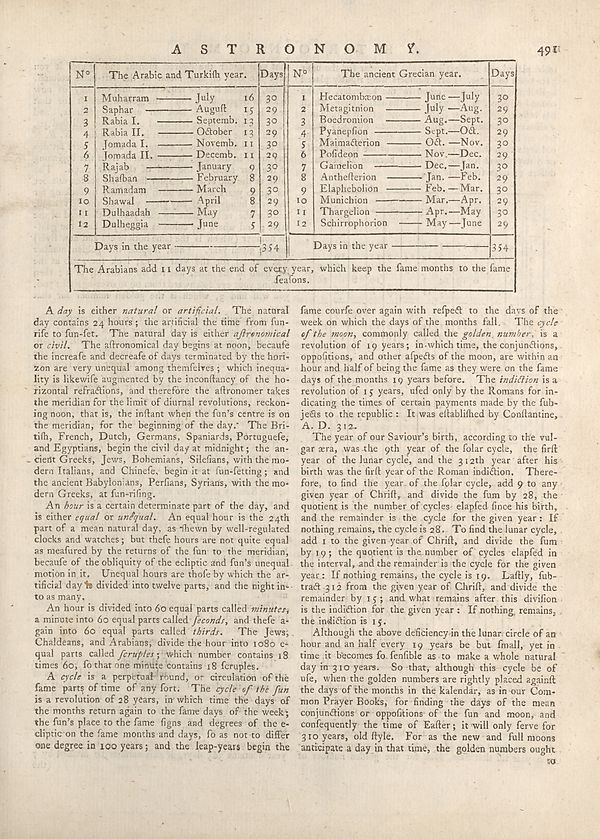 A S T R O N O M Y. 491
N° The Arabic and Turkiſh year. Days
1 Muharram July 16 30
2 Saphar Auguſt 15 29
3 Rabia I. Septemb. 13 30
4 Rabia II. October 13 29
5 Jomada I. Novemb. 11 30
6 Jomada II. Decemb. 11 29
7 Rajab January 9 30
8 Shaſban February 8 29
9 Ramadam March 9 30
10 Shawal April 8 29
11 Dulhaadah May 7 30
12 Dulheggia June 5 29
Days in the year 354
N° The ancient Grecian year. Days
1 Hecatombæon June—July 30
2 Metagitnion July—Aug. 29
3 Boedromion Aug.—Sept. 30
4 Pyanepſion Sept.—Oct. 29
5 Maimacterion Oct.—Nov. 30
6 Poſideon Nov.—Dec. 29
7 Gamelion Dec.—Jan. 30
8 Antheſterion Jan.—Feb. 29
9 Elaphebolion Feb.—Mar. 30
10 Munichion Mar.—Apr. 29
11 Thargelion Apr.—May 30
12 Schirrophorion May—June 29
Days in the year 354
The Arabians add 11 days at the end of every year, which keep the ſame months to the ſame
ſeaſons.
A day is either natural or artificial. The natural
day contains 24 hours; the artificial the time from ſun-
riſe to ſun-ſet. The natural day is either aſtronomical
or civil. The aſtronomical day begins at noon, becauſe
the increaſe and decreaſe of days terminated by the hori-
zon are very unequal among themſelves; which inequa-
lity is likewiſe augmented by the inconſtancy of the ho-
rizontal refractions, and therefore the aſtronomer takes
the meridian for the limit of diurnal revolutions, reckon-
ing noon, that is, the inſtant when the ſun's centre is on
the meridian, for the beginning of the day. The Bri-
tiſh, French, Dutch, Germans, Spaniards, Portugueſe,
and Egyptians, begin the civil day at midnight; the an-
cient Greeks, Jews, Bohemians, Sileſians, with the mo-
dern Italians, and Chineſe, begin it at ſun-ſetting; and
the ancient Babylonians, Perſians, Syrians, with the mo-
dern Greeks, at ſun-riſing.
An hour is a certain determinate part of the day, and
is either equal or unequal. An equal hour is the 24th
part of a mean natural day, as ſhewn by well-regulated
clocks and watches; but theſe hours are not quite equal
as meaſured by the returns of the ſun to the meridian,
becauſe of the obliquity of the ecliptic and ſun's unequal
motion in it. Unequal hours are thoſe by which the ar-
tificial day is divided into twelve parts, and the night in-
to as many.
An hour is divided into 60 equal parts called minutes,
a minute into 60 equal parts called ſeconds, and theſe a-
gain into 60 equal parts called thirds. The Jews,
Chaldeans, and Arabians, divide the hour into 1080 e-
qual parts called ſcruples; which number contains 18
times 60, ſo that one minute contains 18 ſcruples.
A cycle is a perpetual round, or circulation of the
ſame parts of time of any ſort. The cycle of the ſun
is a revolution of 28 years, in which time the days of
the months return again to the ſame days of the week;
the ſun's place to the ſame ſigns and degrees of the e-
cliptic on the ſame months and days, ſo as not to differ
one degree in 100 years; and the leap-years begin the
ſame courſe over again with reſpect to the days of the
week on which the days of the months fall. The cycle
of the moon, commonly called the golden number, is a
revolution of 19 years; in which time, the conjunctions,
oppoſitions, and other aſpects of the moon, are within an
hour and half of being the ſame as they were on the ſame
days of the months 19 years before. The indiction is a
revolution of 15 years, uſed only by the Romans for in-
dicating the times of certain payments made by the ſub-
jects to the republic: It was eſtabliſhed by Conſtantine,
A. D. 312.
The year of our Saviour's birth, according to the vul-
gar æra, was the 9th year of the ſolar cycle, the firſt
year of the lunar cycle, and the 312th year after his
birth was the firſt year of the Roman indiction. There-
fore, to find the year of the ſolar cycle, add 9 to any
given year of Chriſt, and divide the ſum by 28, the
quotient is the number of cycles elapſed ſince his birth,
and the remainder is the cycle for the given year: If
nothing remains, the cycle is 28. To find the lunar cycle,
add 1 to the given year of Chriſt, and divide the ſum
by 19; the quotient is the number of cycles elapſed in
the interval, and the remainder is the cycle for the given
year: If nothing remains, the cycle is 19. Laſtly, ſub-
tract 312 from the given year of Chriſt, and divide the
remainder by 15; and what remains after this diviſion
is the indiction for the given year: If nothing remains,
the indiction is 15.
Although the above deficiency in the lunar circle of an
hour and an half every 19 years be but ſmall, yet in
time it becomes ſo ſenſible as to make a whole natural
day in 310 years. So that, although this cycle be of
uſe, when the golden numbers are rightly placed againſt
the days of the months in the kalendar, as in our Com-
mon Prayer Books, for finding the days of the mean
conjunctions or oppoſitions of the ſun and moon, and
conſequently the time of Eaſter; it will only ſerve for
310 years, old ſtyle. For as the new and full moons
anticipate a day in that time, the golden numbers ought
to